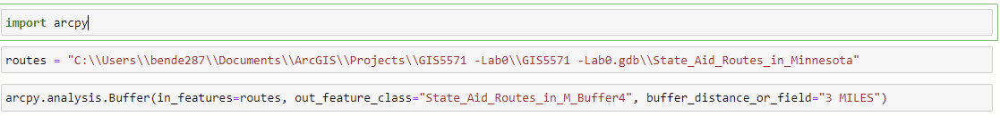 import arcpy
routes = "C:\\Users\\bende287\\Documents\\ArcGIS\\Projects\\GIS5571 -Lab0\\GIS5571 -Lab0.gdb\\State_Aid_Routes_in_Minnesota"
arcpy.analysis.Buffer(in_features=routes, out_feature_class="State_Aid_Routes_in_M_Buffer4", buffer_distance_or_field="3 MILES")